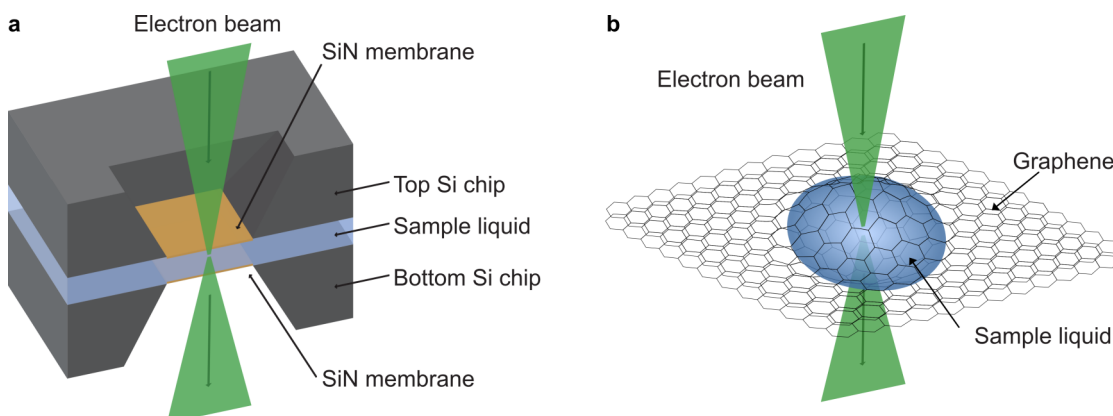 a
Electron beam
SiN membrane
Top Si chip
Sample liquid
Bottom Si chip
SiN membrane
b
Electron beam
Graphene
Sample liquid